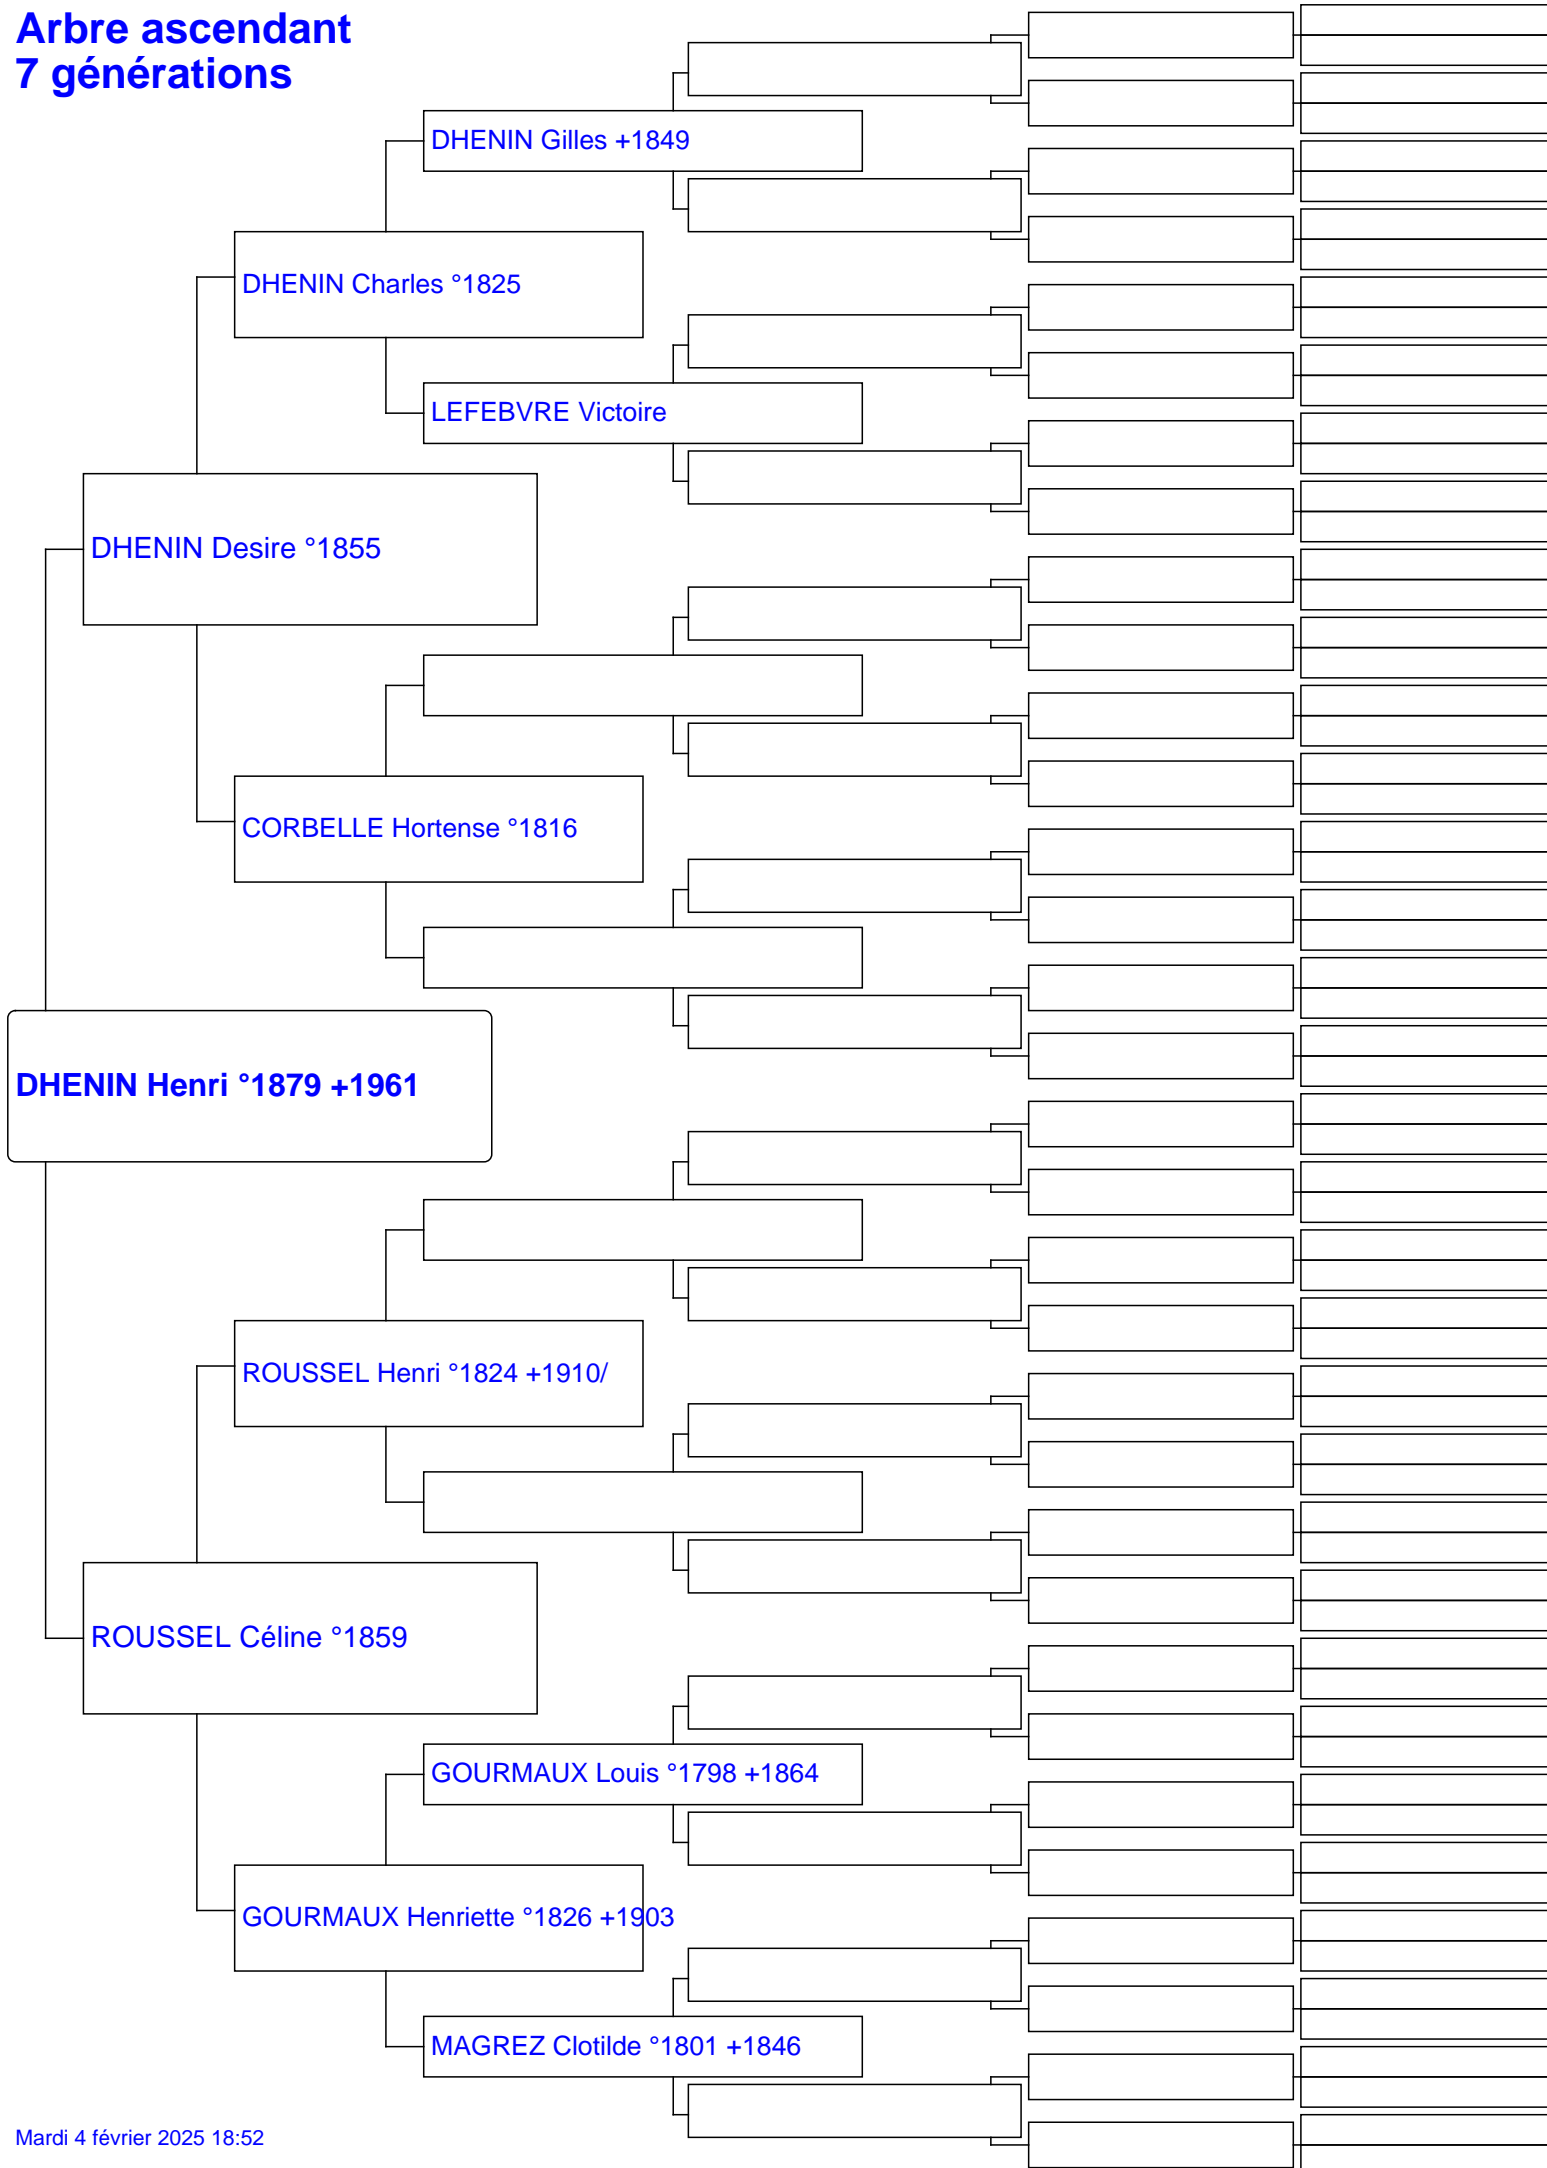 Arbre ascendant
7 générations
DHENIN Gilles +1849
DHENIN Charles °1825
LEFEBVRE Victoire
DHENIN Desire °1855
CORBELLE Hortense °1816
DHENIN Henri °1879 +1961
ROUSSEL Henri °1824 +1910/
ROUSSEL Céline °1859
GOURMAUX Louis °1798 +1864
GOURMAUX Henriette °1826 +1903
MAGREZ Clotilde °1801 +1846
Mardi 4 février 2025 18:52